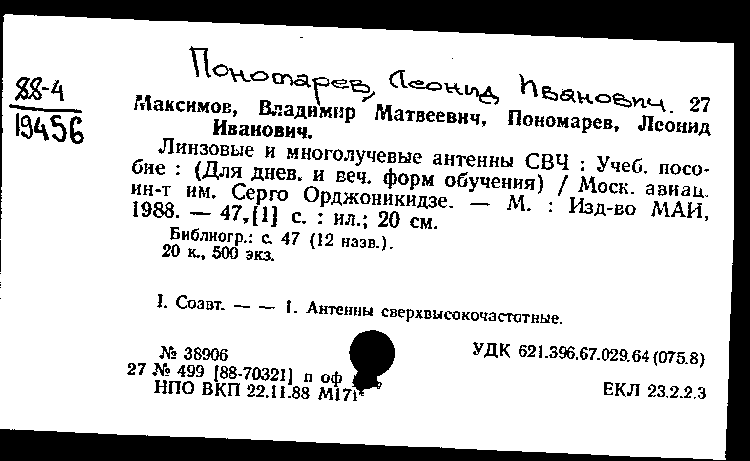 Пономарев, Леонид Иванович.
88-4
19456
27
Максимов, Владимир Матвеевич, Пономарев, Леонид
Иванович.
Линзовые и многолучевые антенны СВЧ : Учеб. посо-
бие : (Для днев. и веч. форм обучения) / Моск. авиац.
ин-т им. Серго Орджоникидзе. — М. : Изд-во МАИ,
1988. — 47,[1] с. : ил.; 20 см.
Библиогр.: с. 47 (12 назв.).
20 к., 500 экз.
I. Соавт. — — 1. Антенны сверхвысокочастотные.
№ 38906
УДК 621.396.67.029.64 (075.8)
27 № 499 [88-70321] п оф
НПО ВКП 22.11.88 М171
ЕКЛ 23.2.2.3